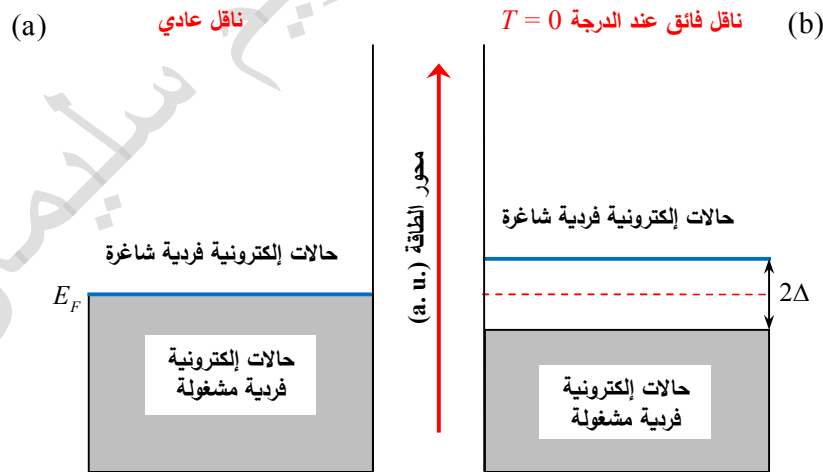 (a)
ناقل عادي
ناقل فائق عند الدرجة T = 0
(b)
حالات إلكترونية فردية شاغرة
E_F
حالات إلكترونية
فردية مشغولة
محور الطاقة (a. u.)
حالات إلكترونية فردية شاغرة
2Δ
حالات إلكترونية
فردية مشغولة